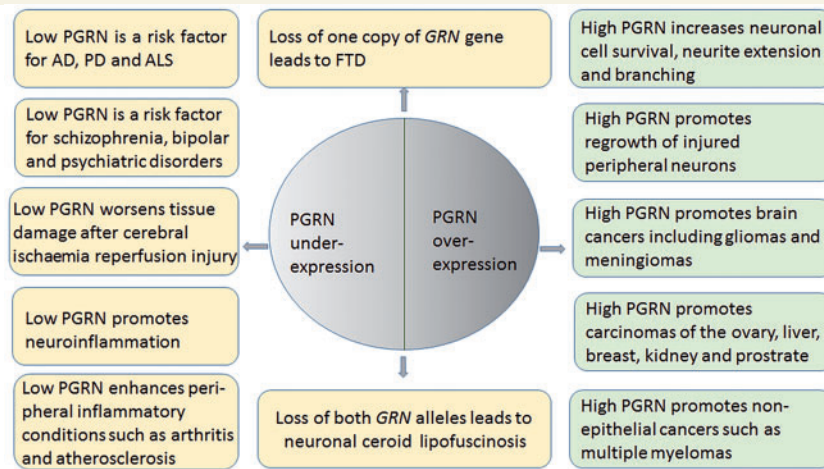 Low PGRN is a risk factor
for AD, PD and ALS
Low PGRN is a risk factor
for schizophrenia, bipolar
and psychiatric disorders
Low PGRN worsens tissue
damage after cerebral
ischaemia reperfusion injury
Low PGRN promotes
neuroinflammation
Low PGRN enhances peri-
pheral inflammatory
conditions such as arthritis
and atherosclerosis
Loss of one copy of GRN gene
leads to FTD
PGRN
under-
expression
PGRN
over-
expression
Loss of both GRN alleles leads to
neuronal ceroid lipofuscinosis
High PGRN increases neuronal
cell survival, neurite extension
and branching
High PGRN promotes
regrowth of injured
peripheral neurons
High PGRN promotes brain
cancers including gliomas and
meningiomas
High PGRN promotes
carcinomas of the ovary, liver,
breast, kidney and prostrate
High PGRN promotes non-
epithelial cancers such as
multiple myelomas